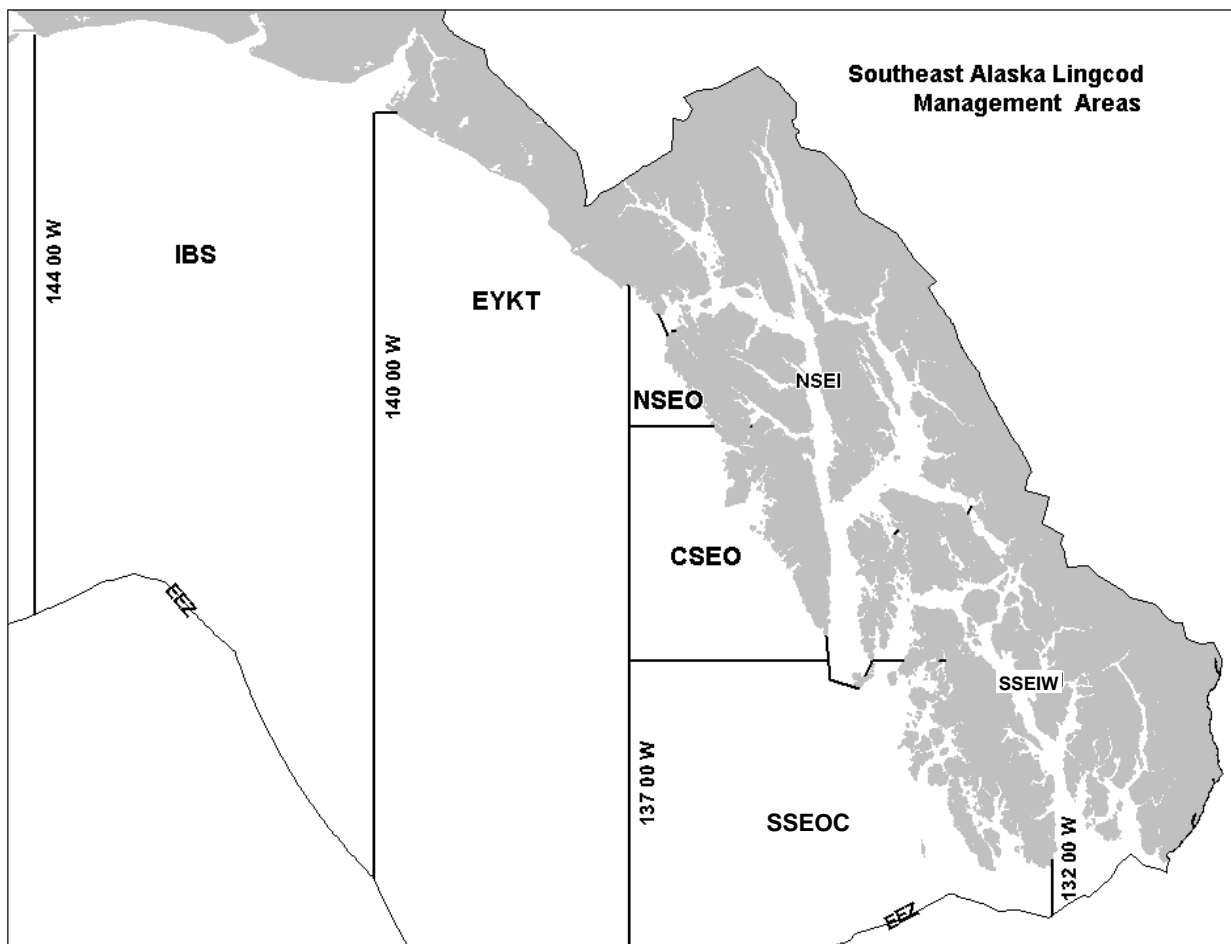 Southeast Alaska Lingcod
Management Areas
IBS
144 00 W
EYKT
140 00 W
NSEI
NSEO
CSEO
EEZ
SSEIW
137 00 W
SSEOC
132 00 W
EEZ